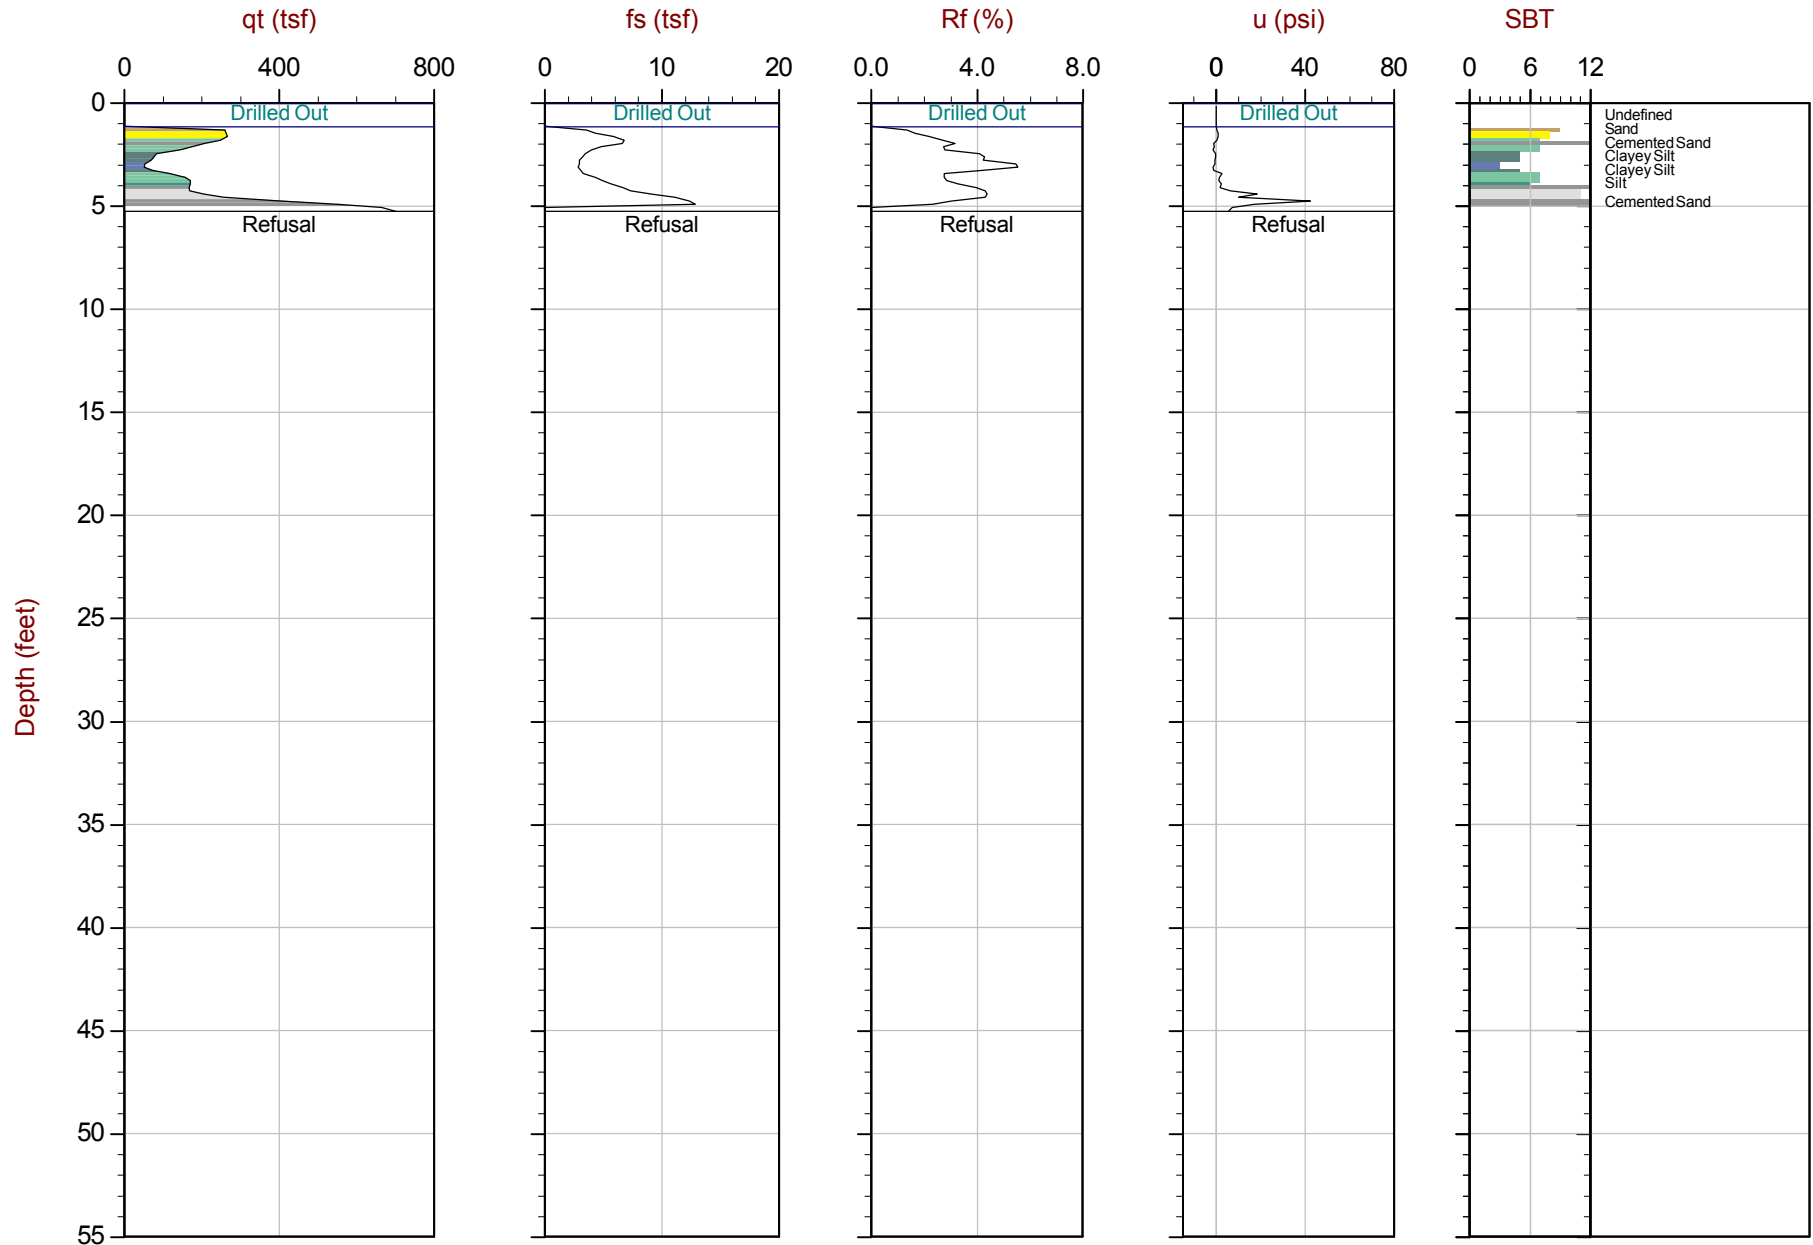 qt (tsf) fs (tsf) Rf (%) u (psi) SBT
0 400 800 0 10 20 0.0 4.0 8.0 0 40 80 0 6 12
0
Drilled Out Drilled Out Drilled Out Drilled Out
Undefined
Sand
Cemented Sand
Clayey Silt
Clayey Silt
Silt
Cemented Sand
5
Refusal Refusal Refusal Refusal
10
15
20
25
Depth (feet)
30
35
40
45
50
55